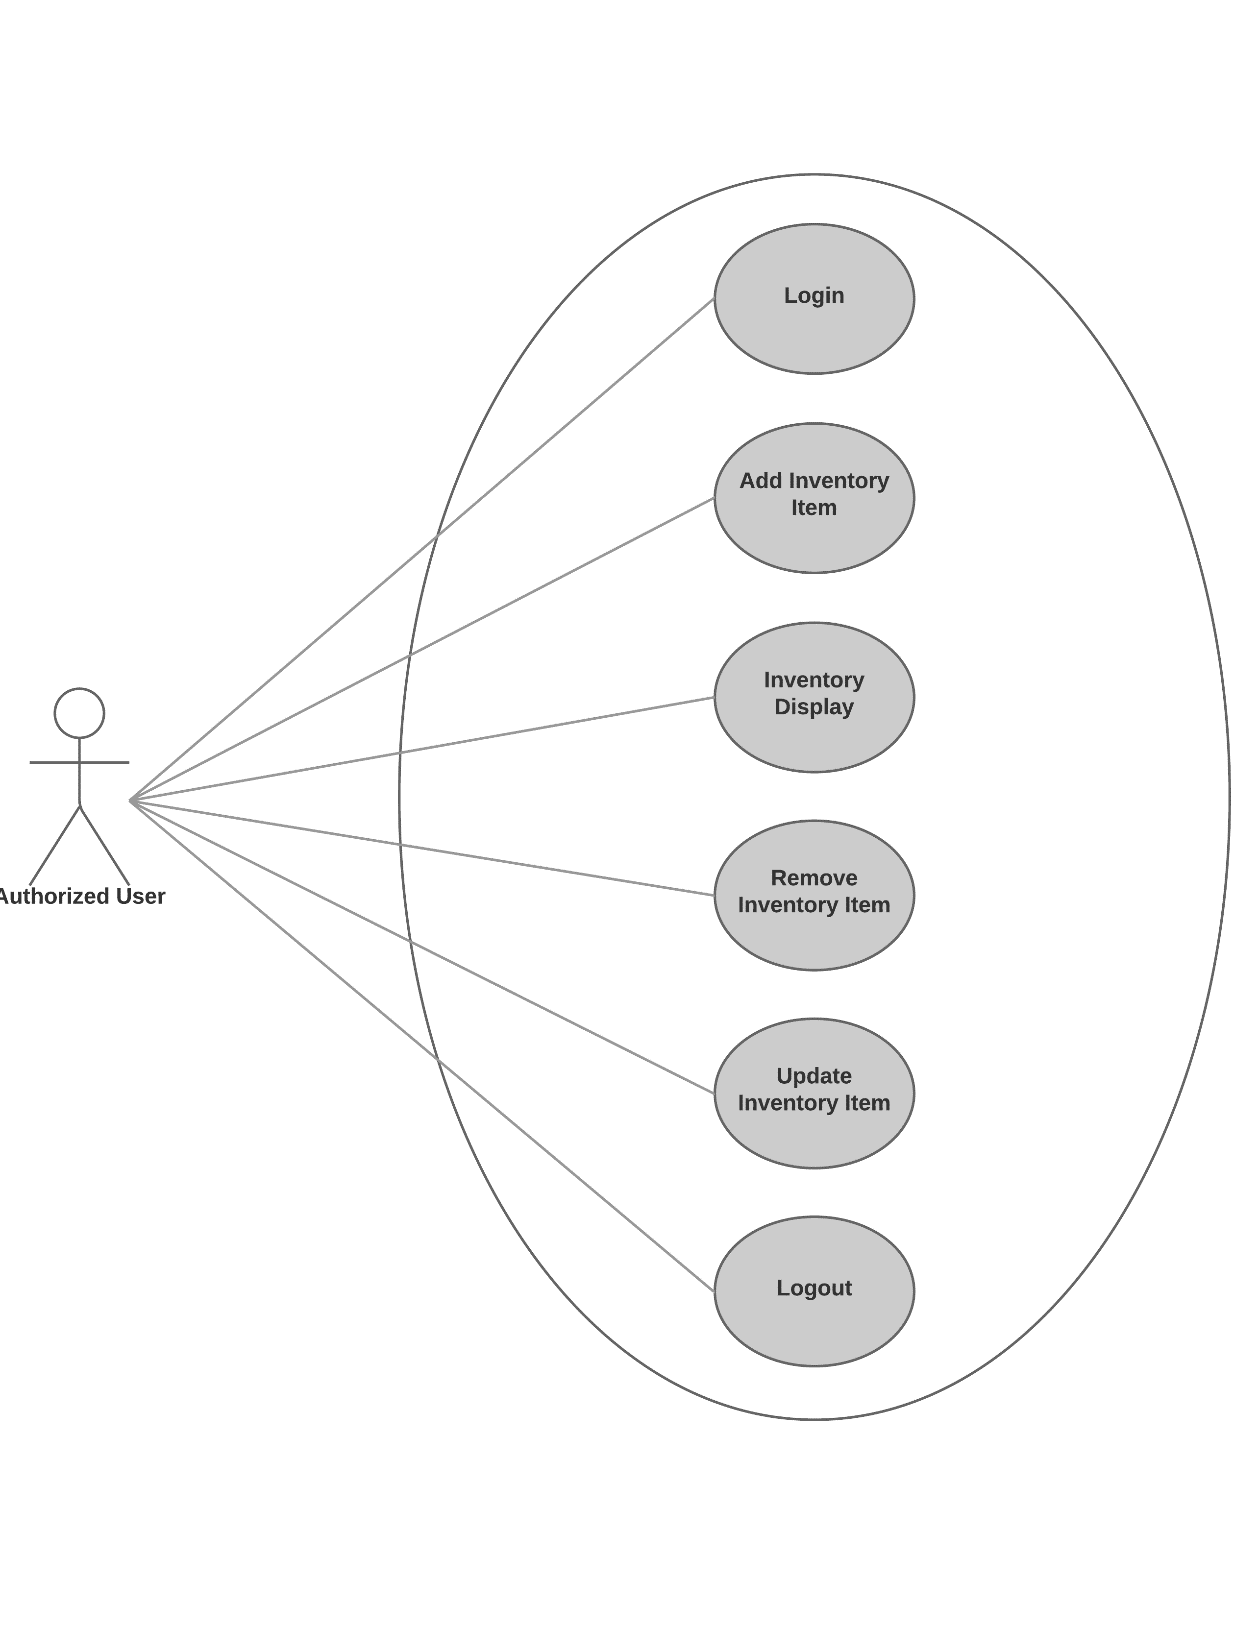 Login
Add Inventory
Item
Inventory
Display
Remove
Inventory Item
Authorized User
Update
Inventory Item
Logout